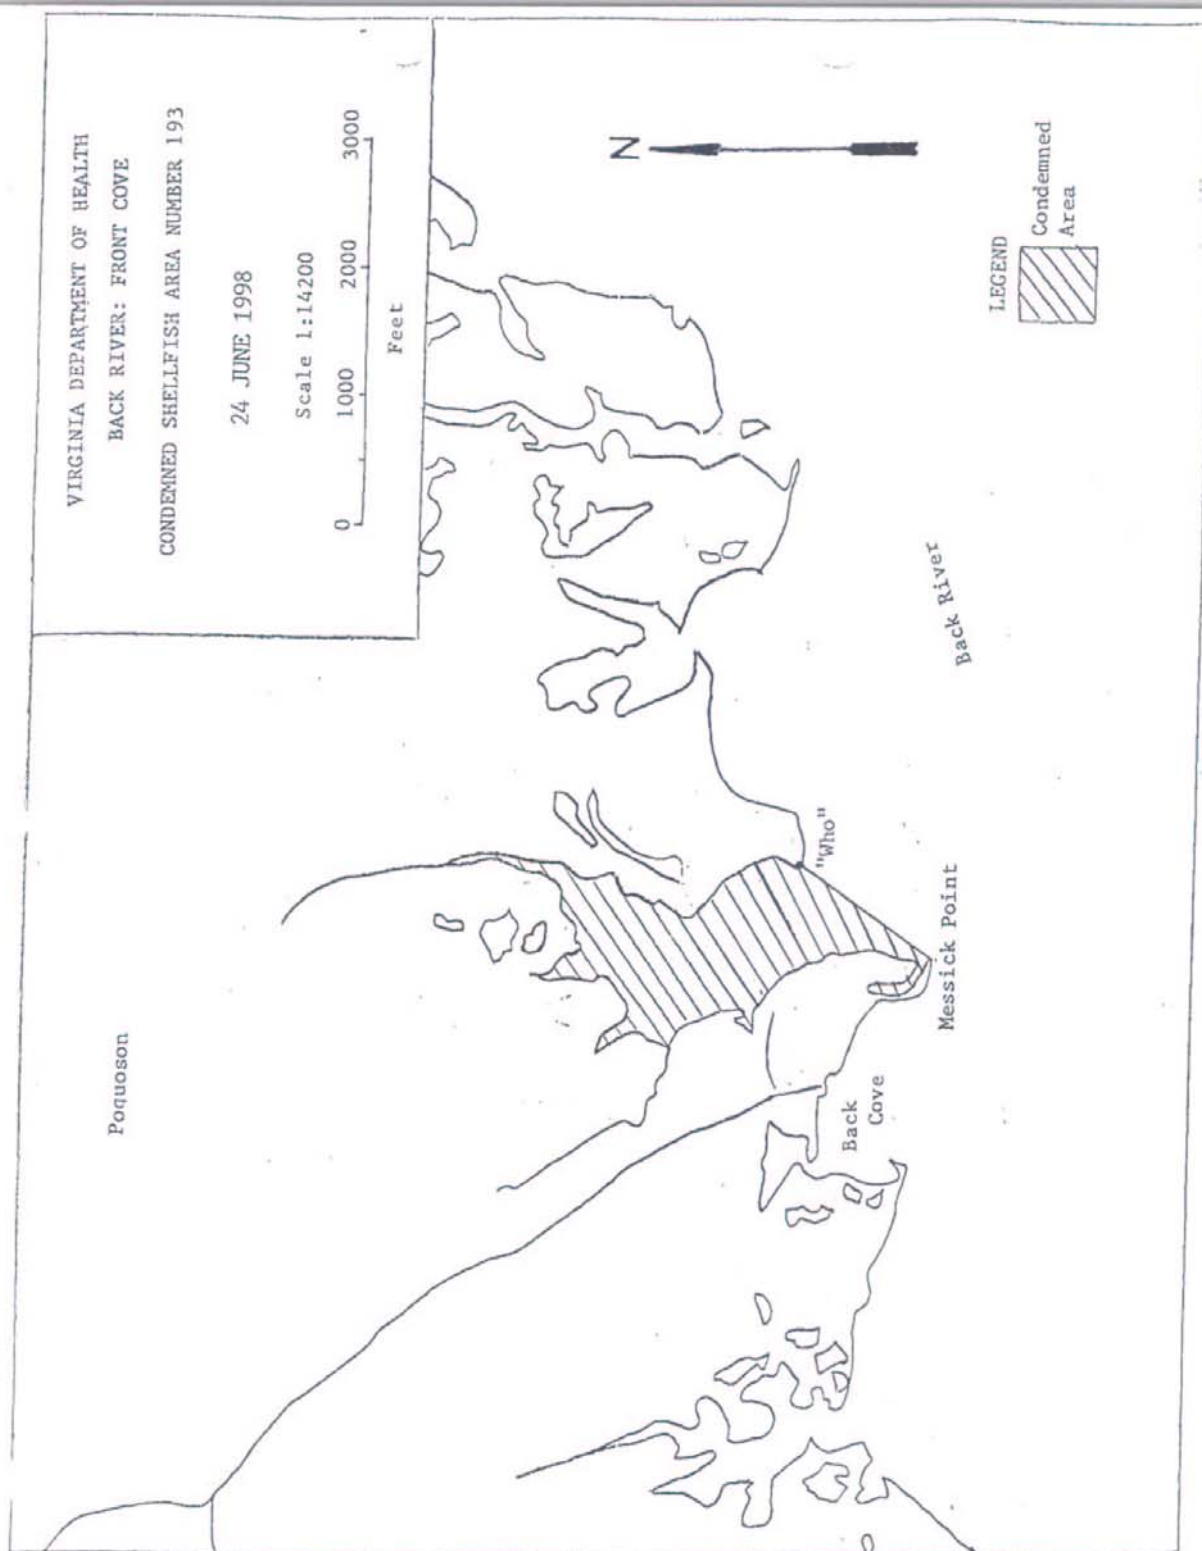 VIRGINIA DEPARTMENT OF HEALTH
BACK RIVER: FRONT COVE
CONDEMNED SHELLFISH AREA NUMBER 193
24 JUNE 1998
Scale 1:14200
0 1000 2000 3000
Feet
Poquoson
N
"Who"
Back
Cove
Messick Point
Back River
LEGEND
Condemned
Area